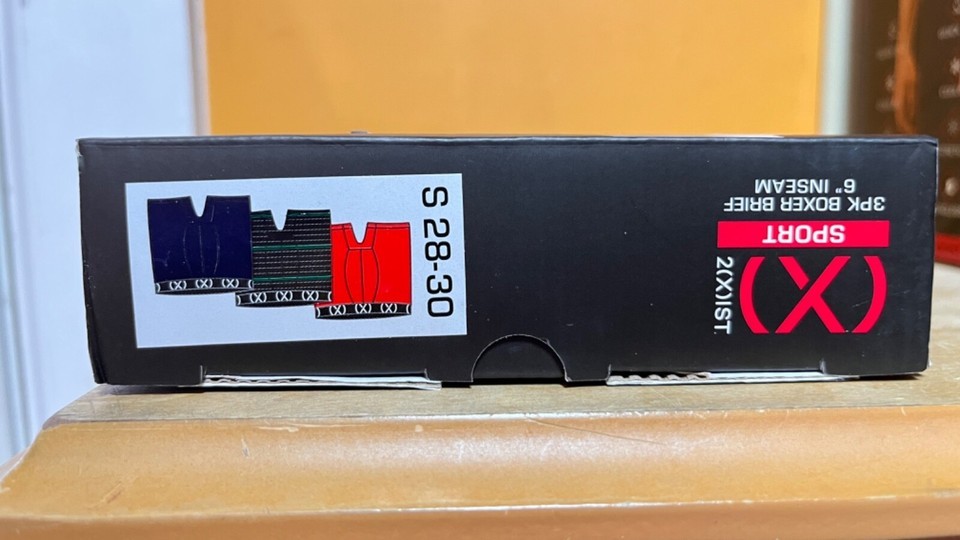 (X)
2(X)IST
SPORT
3PK BOXER BRIEF
6" INSEAM
S 28-30
(X) (X) (X)
(X) (X) (X)
(X) (X) (X)